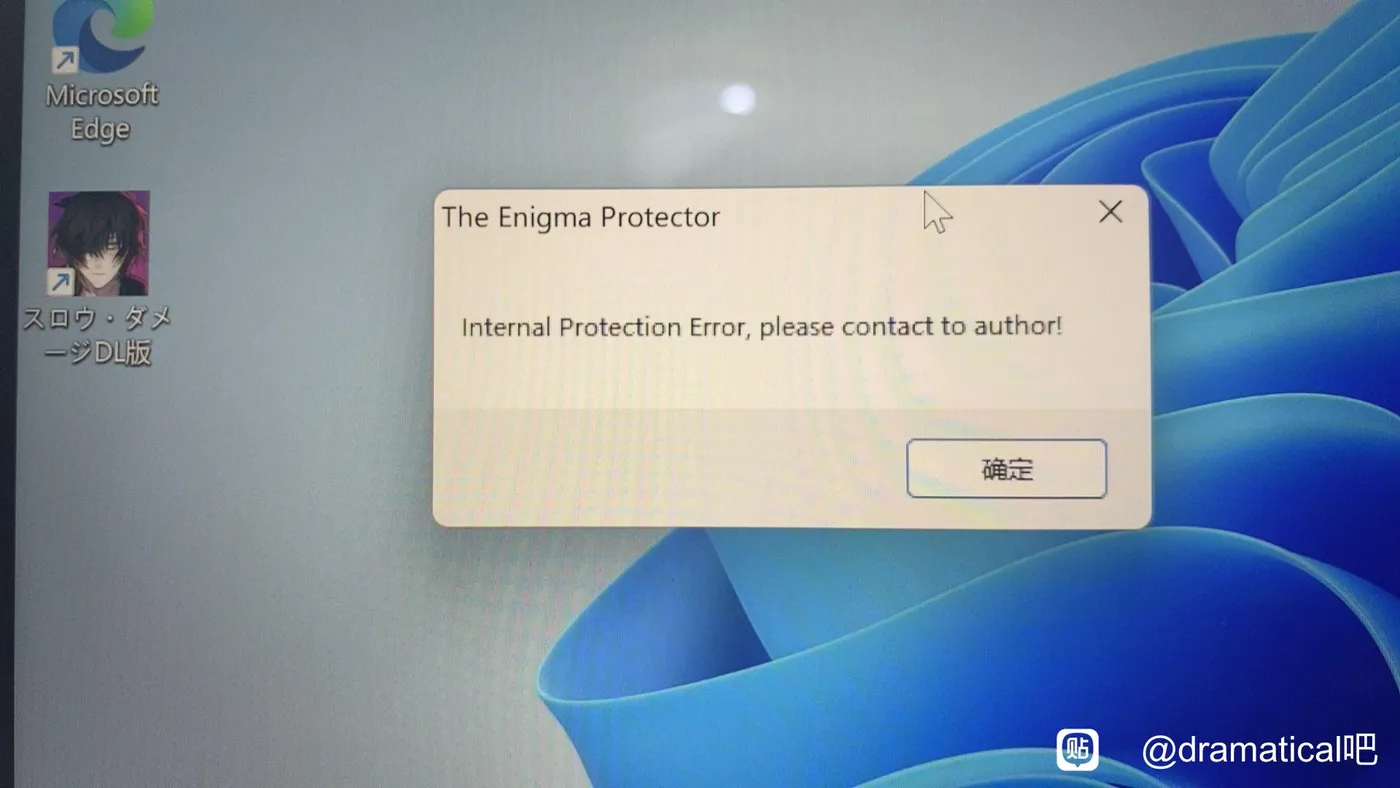 Microsoft
Edge
スロウ・ダメ
ージDL版
The Enigma Protector
Internal Protection Error, please contact to author!
确定
贴
@dramatical吧